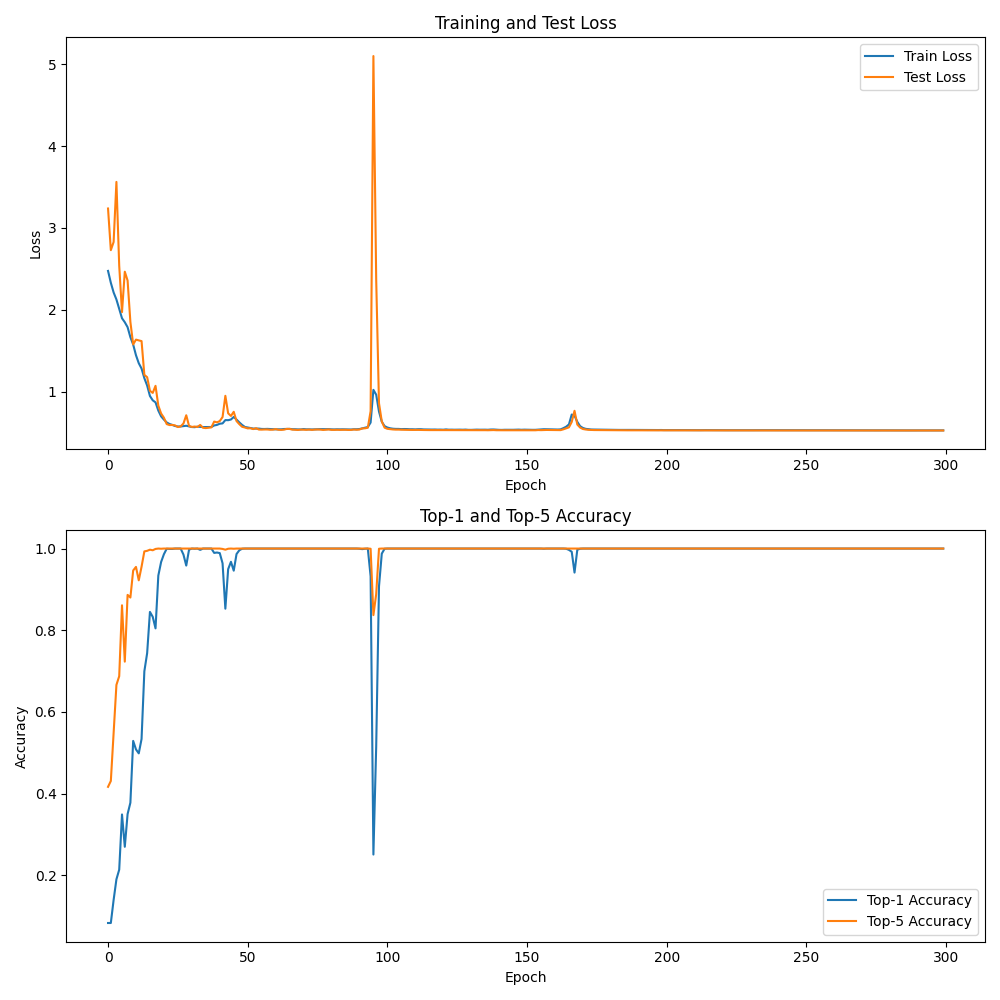 Training and Test Loss
Loss
5
4
3
2
1
Train Loss
Test Loss
0 50 100 150 200 250 300
Epoch
Top-1 and Top-5 Accuracy
Accuracy
1.0
0.8
0.6
0.4
0.2
Top-1 Accuracy
Top-5 Accuracy
0 50 100 150 200 250 300
Epoch